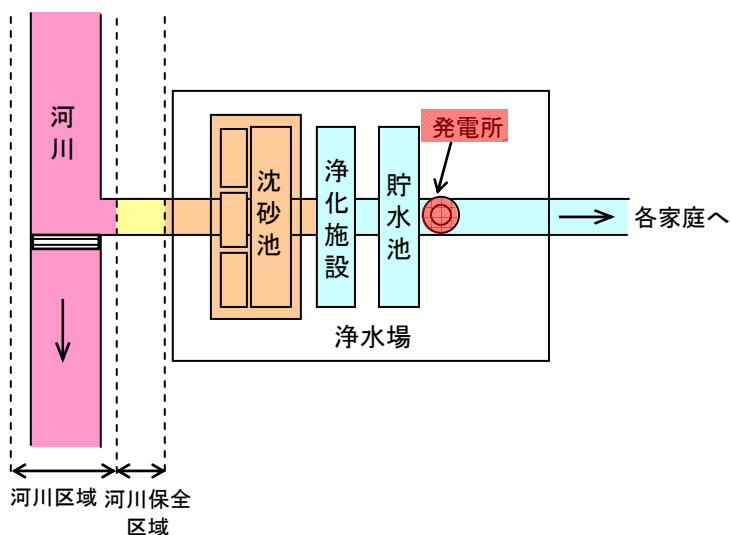 河川
発電所
沈砂池
浄化施設
貯水池
各家庭へ
浄水場
河川区域
河川保全
区域